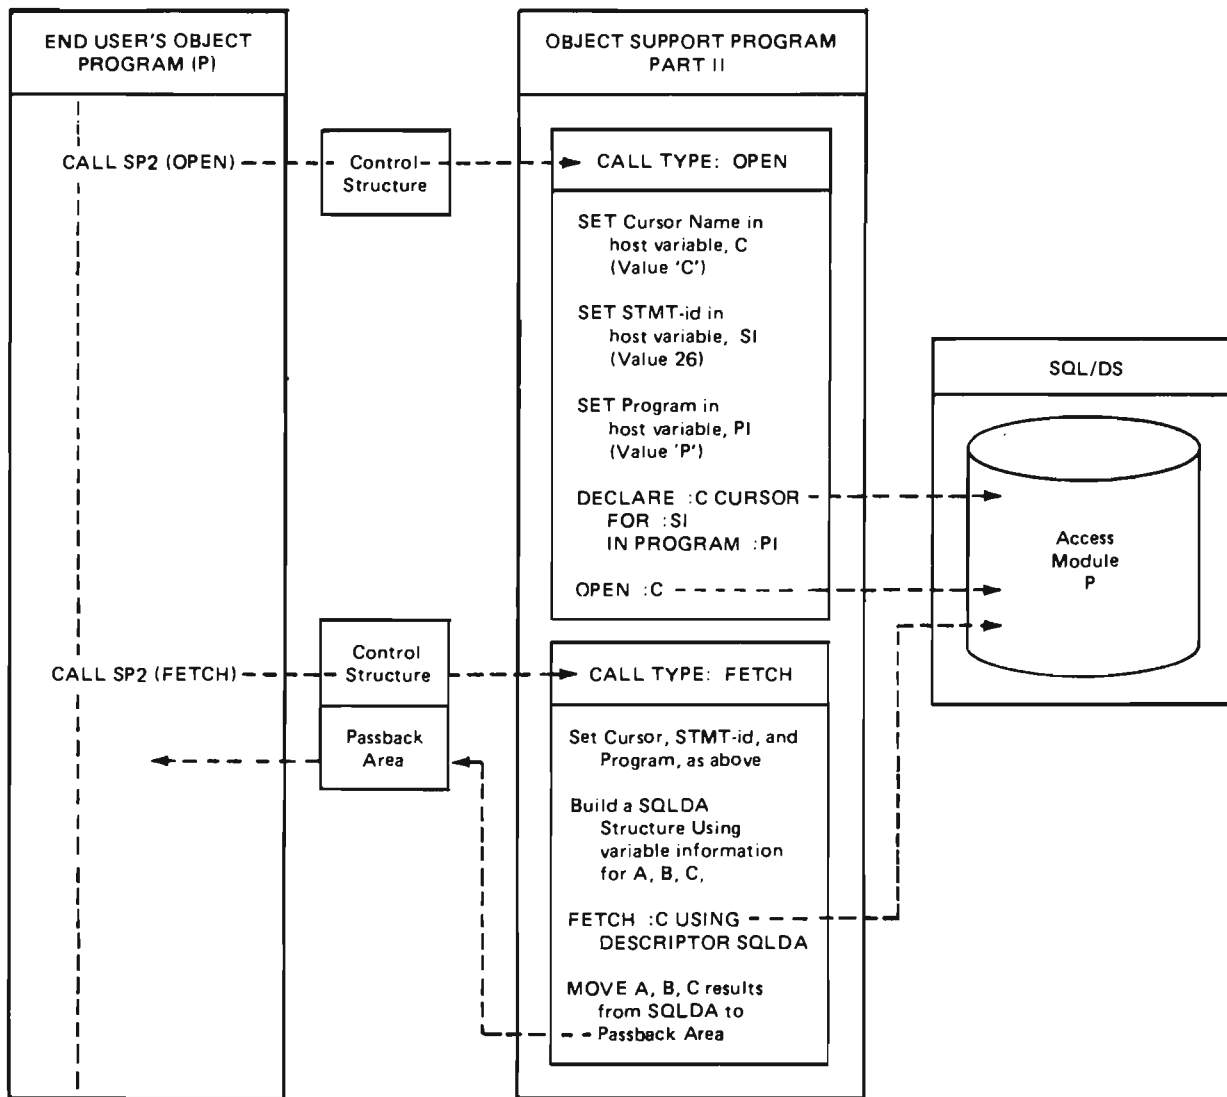 END USER'S OBJECT
PROGRAM (P)
OBJECT SUPPORT PROGRAM
PART II
CALL SP2 (OPEN)
Control
Structure
CALL TYPE: OPEN
SET Cursor Name in
host variable, C
(Value 'C')
SET STMT-id in
host variable, SI
(Value 26)
SET Program in
host variable, PI
(Value 'P')
DECLARE :C CURSOR
FOR :SI
IN PROGRAM :PI
OPEN :C
SQL/DS
Access
Module
P
CALL SP2 (FETCH)
Control
Structure
Passback
Area
CALL TYPE: FETCH
Set Cursor, STMT-id, and
Program, as above
Build a SQLDA
Structure Using
variable information
for A, B, C,
FETCH :C USING
DESCRIPTOR SQLDA
MOVE A, B, C results
from SQLDA to
Passback Area